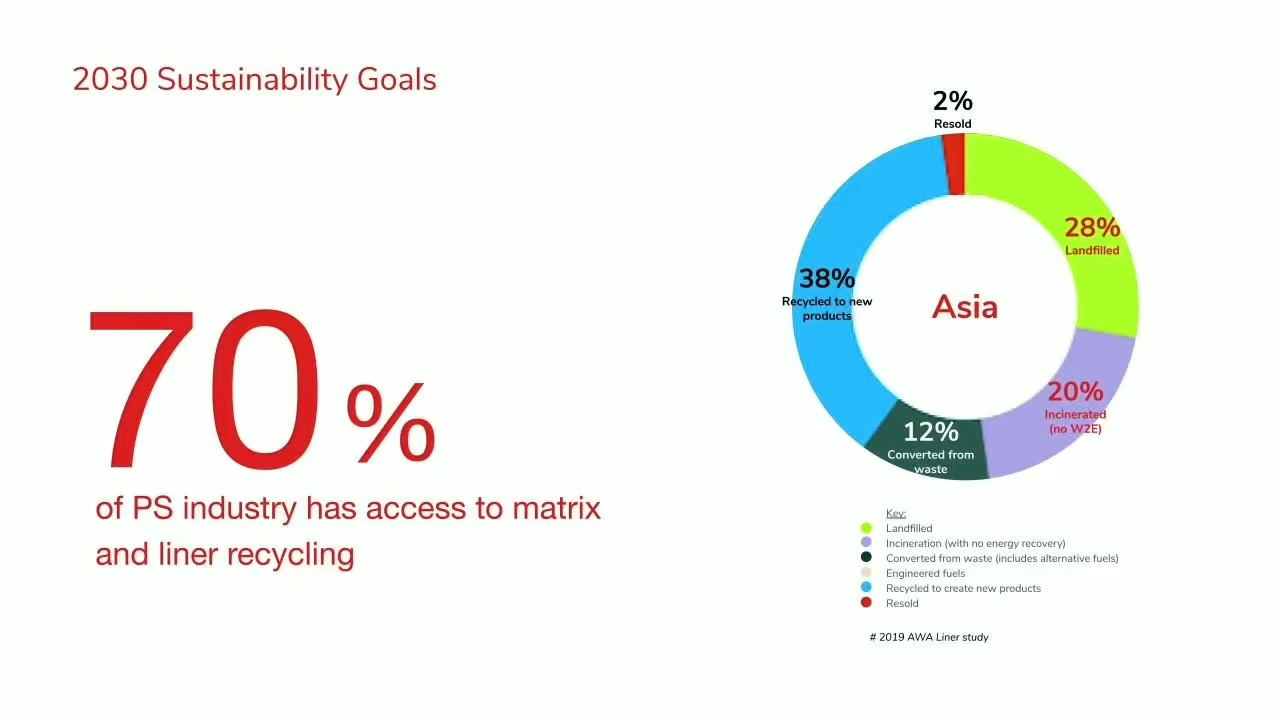 2030 Sustainability Goals
70 %
of PS industry has access to matrix
and liner recycling
2%
Resold
28%
Landfilled
38%
Recycled to new
products
Asia
20%
Incinerated
(no W2E)
12%
Converted from
waste
Key:
Landfilled
Incineration (with no energy recovery)
Converted from waste (includes alternative fuels)
Engineered fuels
Recycled to create new products
Resold
# 2019 AWA Liner study